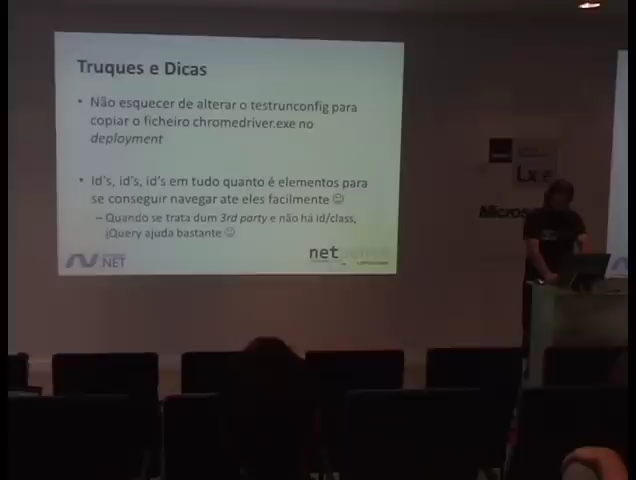 Truques e Dicas
• Não esquecer de alterar o testrunconfig para
copiar o ficheiro chromedriver.exe no
deployment
• Id's, id's, id's em tudo quanto é elementos para
se conseguir navegar ate eles facilmente ☺
– Quando se trata dum 3rd party e não há id/class,
jQuery ajuda bastante ☺
.NET
net
Micros